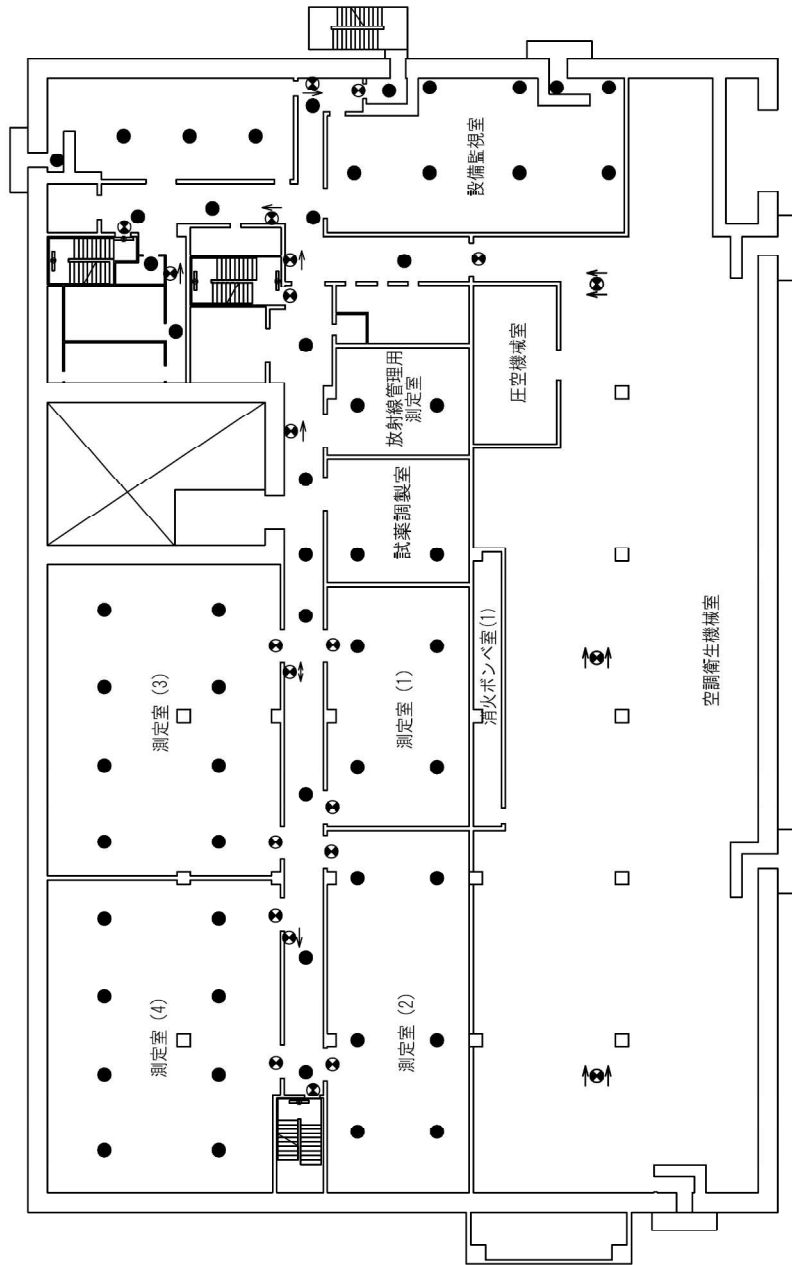 設備監視室
圧空機械室
放射線管理用
測定室
試薬調製室
消火ボンベ室(1)
空調衛生機械室
測定室 (3)
測定室 (1)
測定室 (4)
測定室 (2)